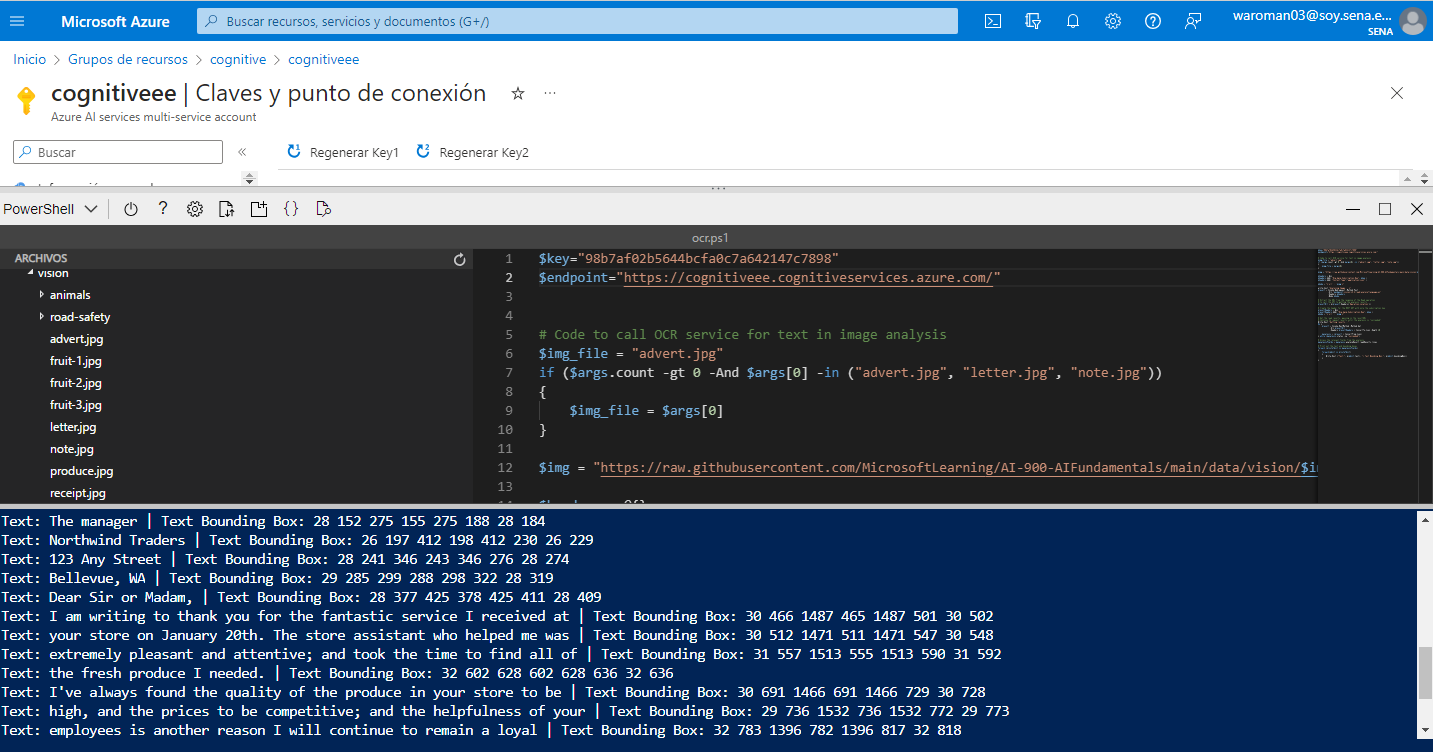 Microsoft Azure
Buscar recursos, servicios y documentos (G+/)
waroman03@soy.sena.e...
SENA
Inicio > Grupos de recursos > cognitive > cognitiveee
cognitiveee | Claves y punto de conexión
Azure AI services multi-service account
Buscar
Regenerar Key1
Regenerar Key2
PowerShell
ocr.ps1
ARCHIVOS
vision
animals
road-safety
advert.jpg
fruit-1.jpg
fruit-2.jpg
fruit-3.jpg
letter.jpg
note.jpg
produce.jpg
receipt.jpg
1 $key="98b7af02b5644bcfa0c7a642147c7898"
2 $endpoint="https://cognitiveee.cognitiveservices.azure.com/"
3
4
5 # Code to call OCR service for text in image analysis
6 $img_file = "advert.jpg"
7 if ($args.count -gt 0 -And $args[0] -in ("advert.jpg", "letter.jpg", "note.jpg"))
8 {
9 $img_file = $args[0]
10 }
11
12 $img = "https://raw.githubusercontent.com/MicrosoftLearning/AI-900-AIFundamentals/main/data/vision/$i
13
Text: The manager | Text Bounding Box: 28 152 275 155 275 188 28 184
Text: Northwind Traders | Text Bounding Box: 26 197 412 198 412 230 26 229
Text: 123 Any Street | Text Bounding Box: 28 241 346 243 346 276 28 274
Text: Bellevue, WA | Text Bounding Box: 29 285 299 288 298 322 28 319
Text: Dear Sir or Madam, | Text Bounding Box: 28 377 425 378 425 411 28 409
Text: I am writing to thank you for the fantastic service I received at | Text Bounding Box: 30 466 1487 465 1487 501 30 502
Text: your store on January 20th. The store assistant who helped me was | Text Bounding Box: 30 512 1471 511 1471 547 30 548
Text: extremely pleasant and attentive; and took the time to find all of | Text Bounding Box: 31 557 1513 555 1513 590 31 592
Text: the fresh produce I needed. | Text Bounding Box: 32 602 628 602 628 636 32 636
Text: I've always found the quality of the produce in your store to be | Text Bounding Box: 30 691 1466 691 1466 729 30 728
Text: high, and the prices to be competitive; and the helpfulness of your | Text Bounding Box: 29 736 1532 736 1532 772 29 773
Text: employees is another reason I will continue to remain a loyal | Text Bounding Box: 32 783 1396 782 1396 817 32 818